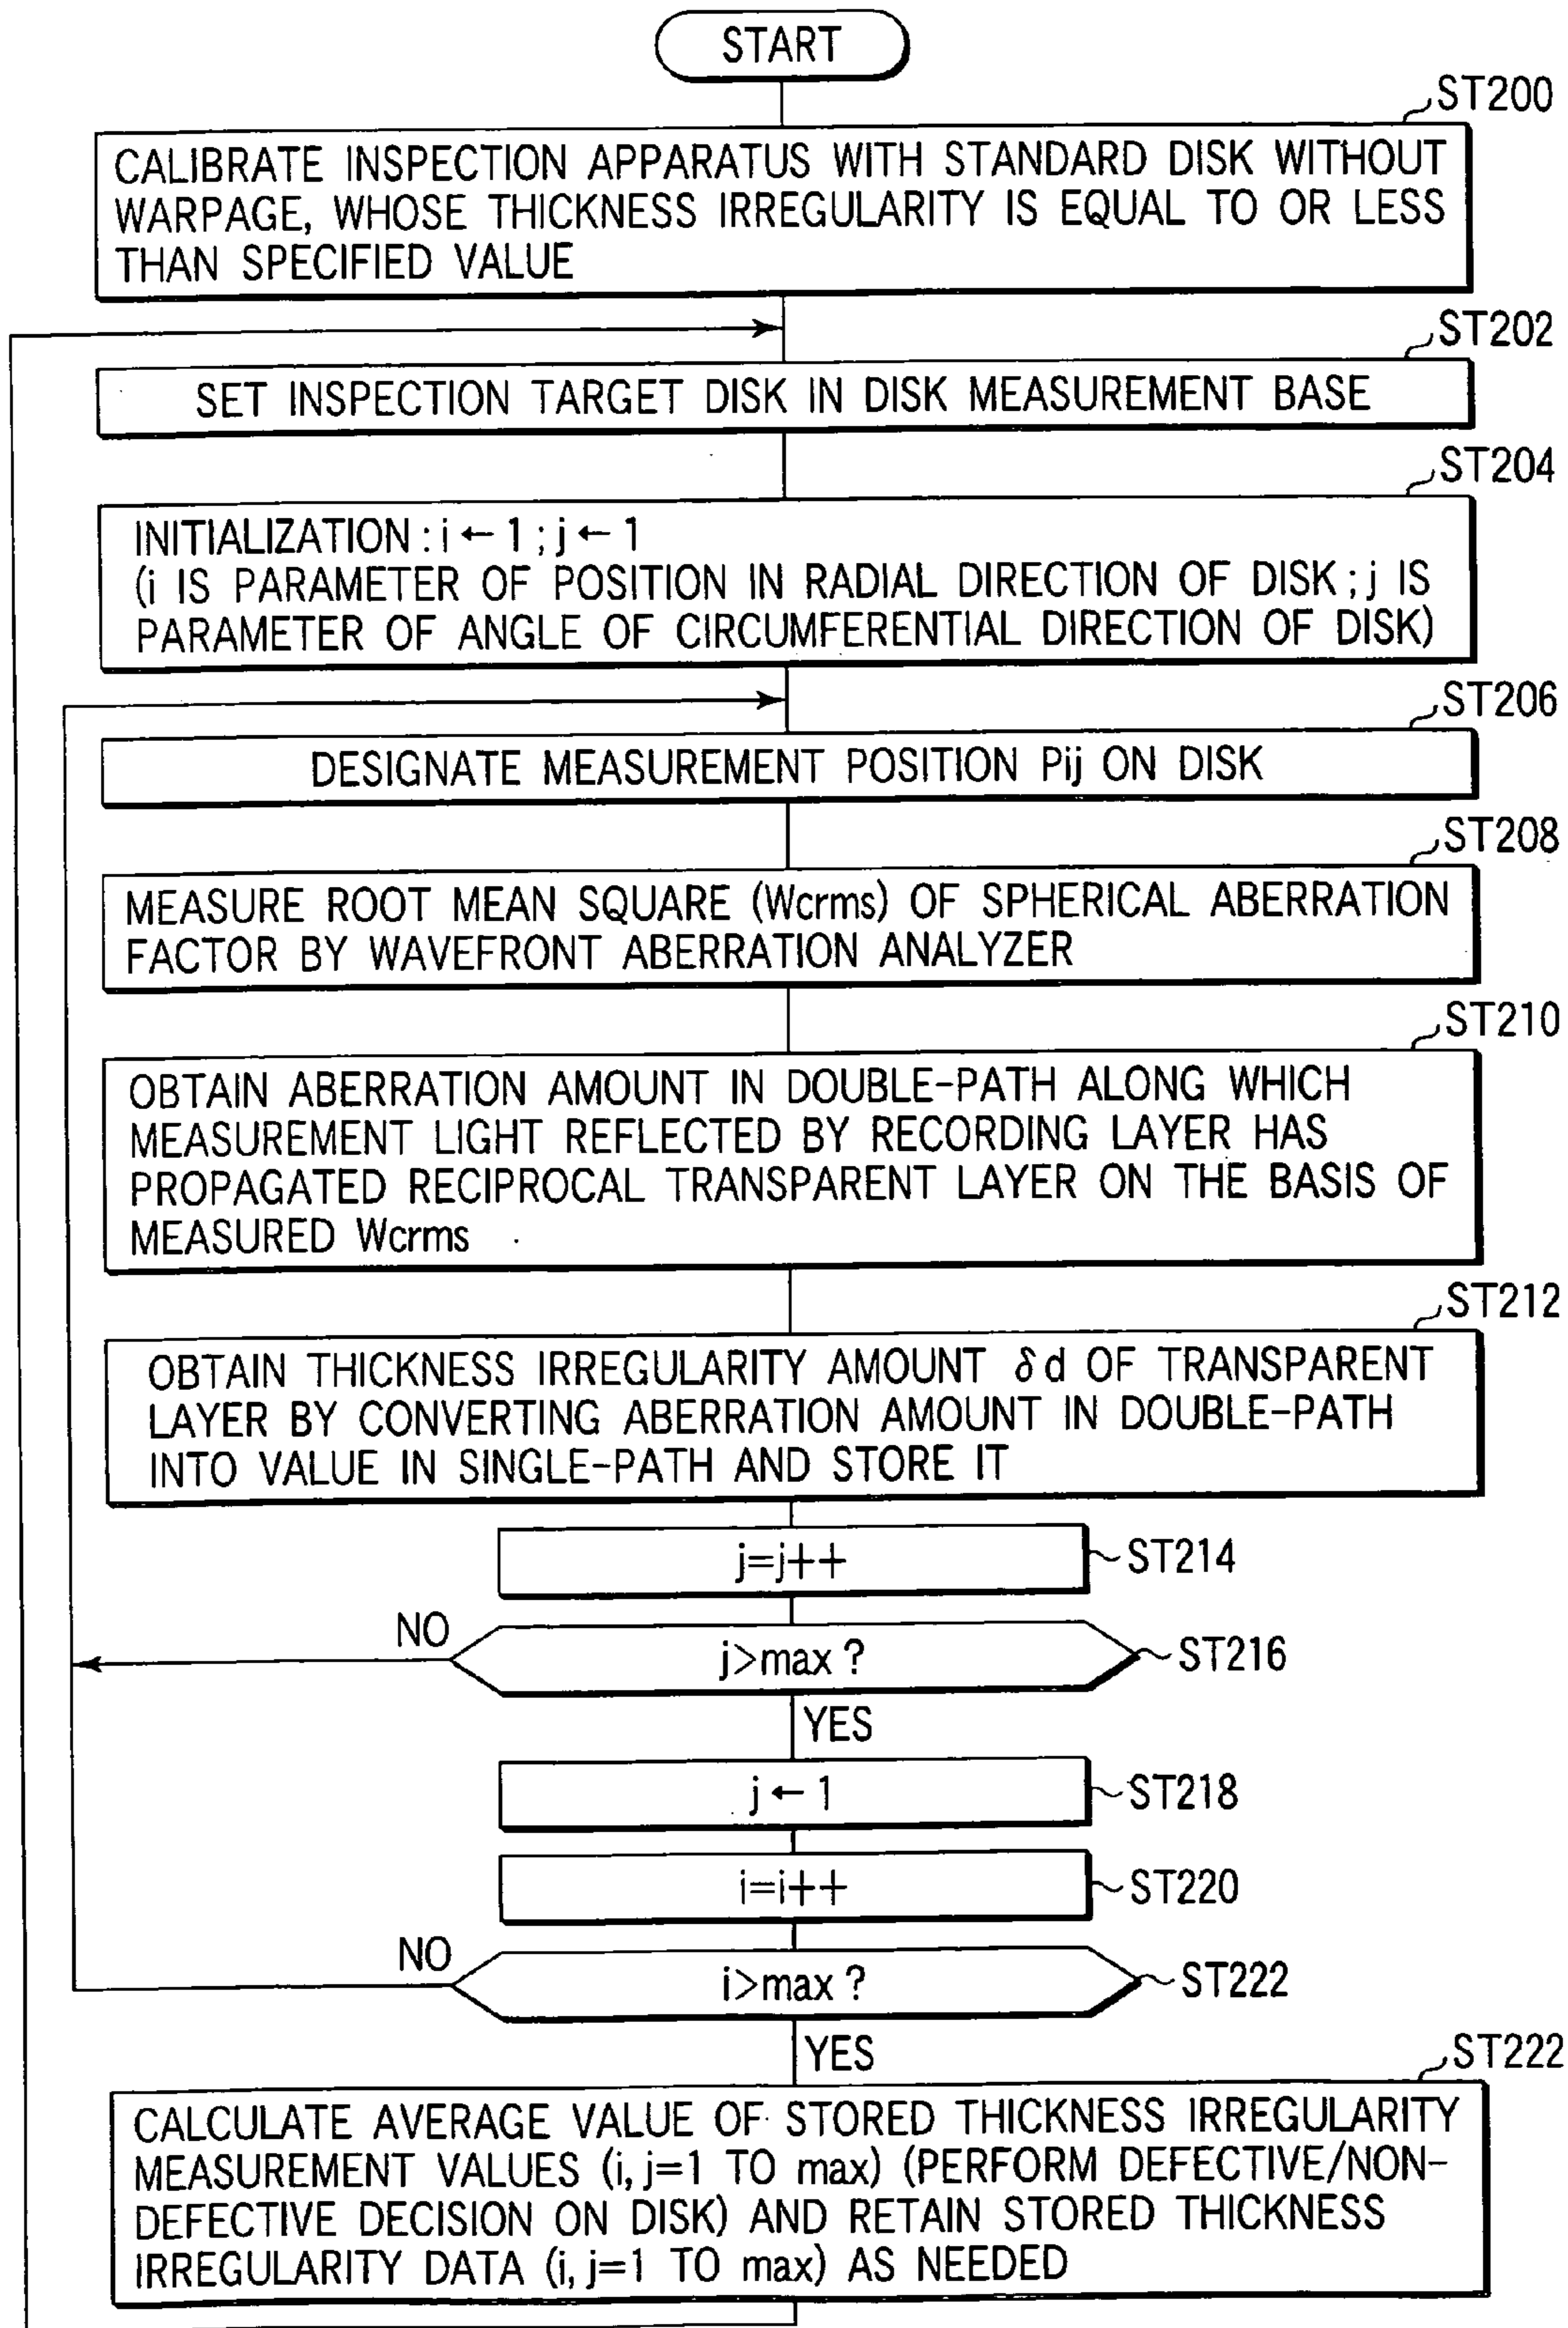 START
ST200
CALIBRATE INSPECTION APPARATUS WITH STANDARD DISK WITHOUT
WARPAGE, WHOSE THICKNESS IRREGULARITY IS EQUAL TO OR LESS
THAN SPECIFIED VALUE
ST202
SET INSPECTION TARGET DISK IN DISK MEASUREMENT BASE
ST204
INITIALIZATION : i ← 1 ; j ← 1
(i IS PARAMETER OF POSITION IN RADIAL DIRECTION OF DISK ; j IS
PARAMETER OF ANGLE OF CIRCUMFERENTIAL DIRECTION OF DISK)
ST206
DESIGNATE MEASUREMENT POSITION Pij ON DISK
ST208
MEASURE ROOT MEAN SQUARE (Wcrms) OF SPHERICAL ABERRATION
FACTOR BY WAVEFRONT ABERRATION ANALYZER
ST210
OBTAIN ABERRATION AMOUNT IN DOUBLE-PATH ALONG WHICH
MEASUREMENT LIGHT REFLECTED BY RECORDING LAYER HAS
PROPAGATED RECIPROCAL TRANSPARENT LAYER ON THE BASIS OF
MEASURED Wcrms
ST212
OBTAIN THICKNESS IRREGULARITY AMOUNT δd OF TRANSPARENT
LAYER BY CONVERTING ABERRATION AMOUNT IN DOUBLE-PATH
INTO VALUE IN SINGLE-PATH AND STORE IT
j=j++
ST214
NO
j>max ?
ST216
YES
j ← 1
ST218
i=i++
ST220
NO
i>max ?
ST222
YES
ST222
CALCULATE AVERAGE VALUE OF STORED THICKNESS IRREGULARITY
MEASUREMENT VALUES (i, j=1 TO max) (PERFORM DEFECTIVE/NON-
DEFECTIVE DECISION ON DISK) AND RETAIN STORED THICKNESS
IRREGULARITY DATA (i, j=1 TO max) AS NEEDED